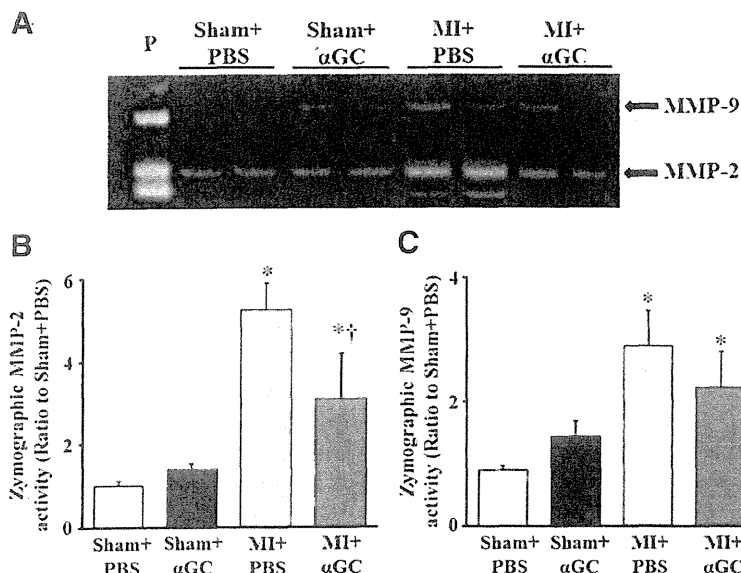 A
P
Sham+ PBS
Sham+ αGC
MI+ PBS
MI+ αGC
MMP-9
MMP-2
B
Zymographic MMP-2
activity (Ratio to Sham+PBS)
6
4
2
0
*
*†
Sham+ PBS
Sham+ αGC
MI+ PBS
MI+ αGC
C
Zymographic MMP-9
activity (Ratio to Sham+PBS)
4
2
0
*
*
Sham+ PBS
Sham+ αGC
MI+ PBS
MI+ αGC